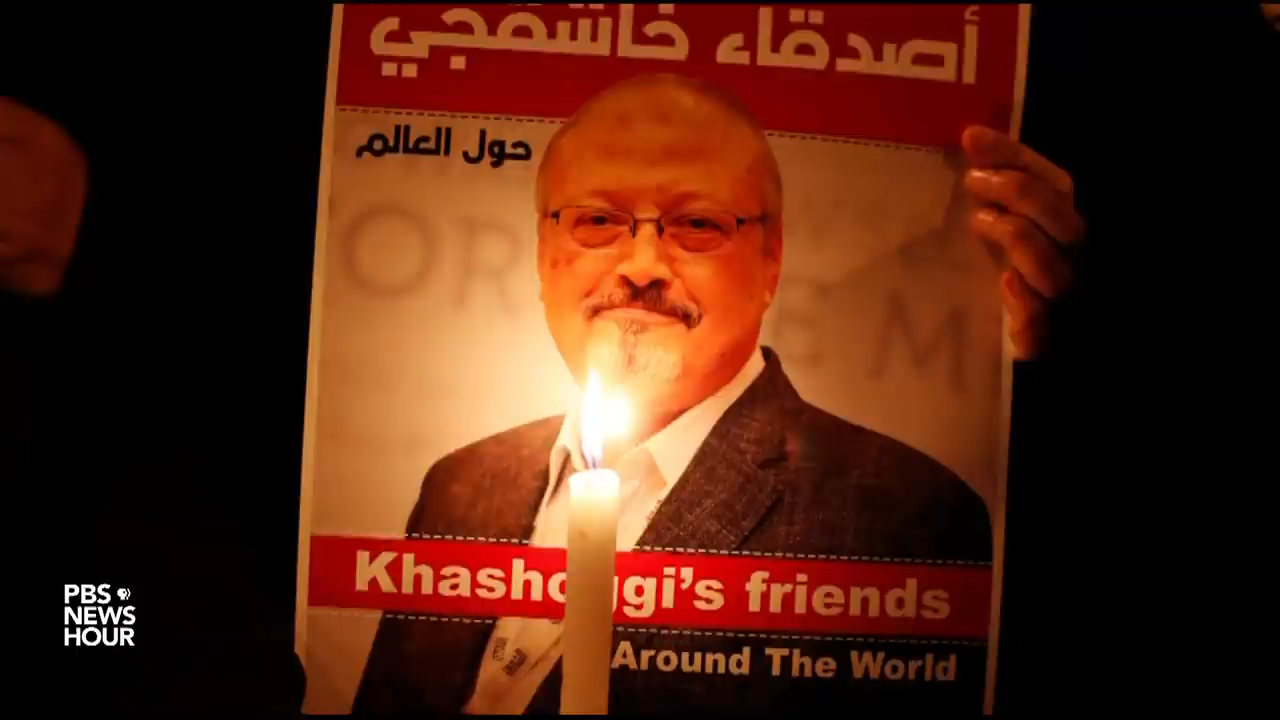 أصدقاء خاشقجي
حول العالم
Khashoggi's friends
Around The World
PBS
NEWS
HOUR